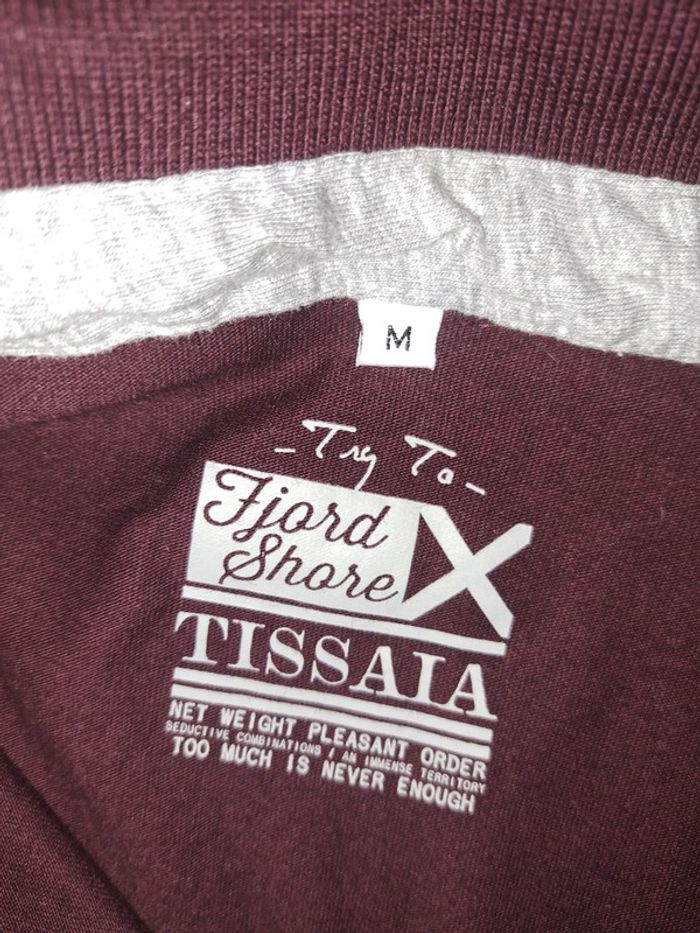 M
- Try To -
Fjord
Shore X
TISSAIA
NET WEIGHT PLEASANT ORDER
SEDUCTIVE COMBINATIONS / AN IMMENSE TERRITORY
TOO MUCH IS NEVER ENOUGH